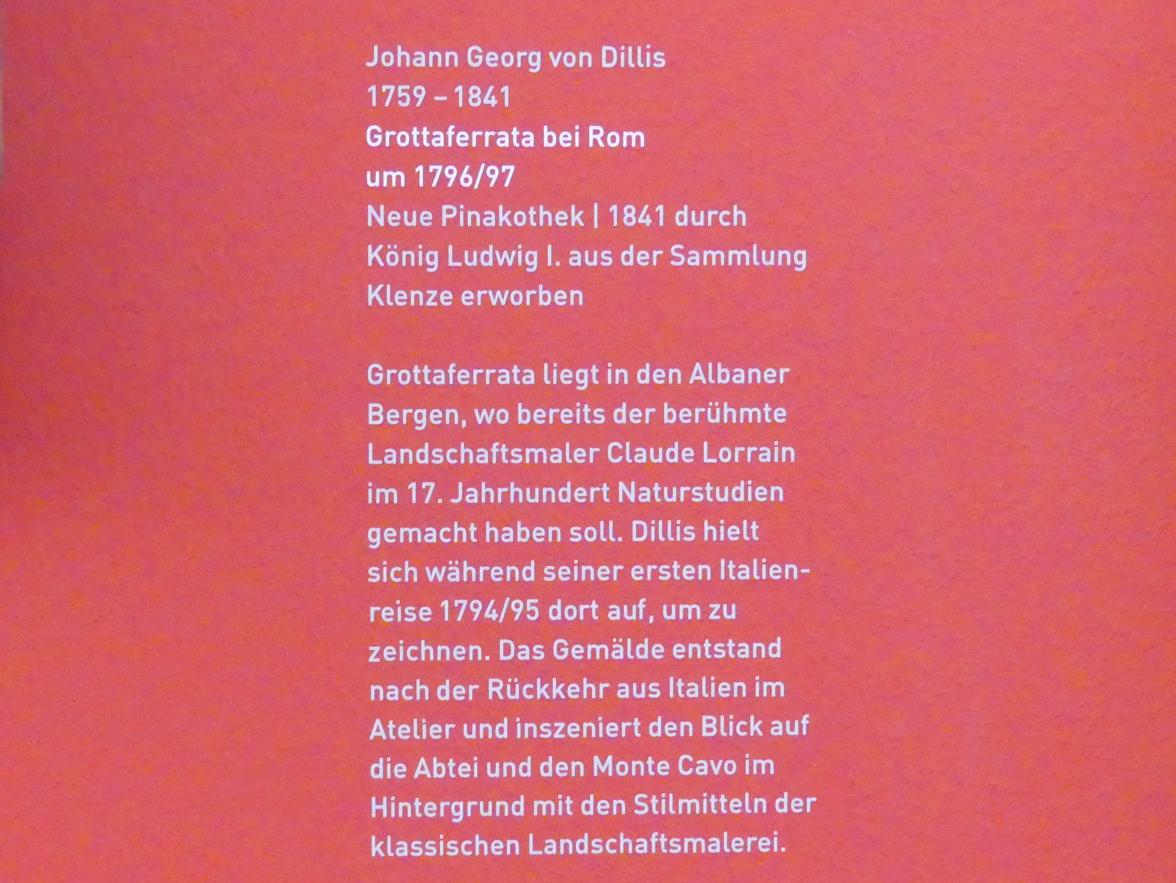 Johann Georg von Dillis
1759 – 1841
Grottaferrata bei Rom
um 1796/97
Neue Pinakothek | 1841 durch
König Ludwig I. aus der Sammlung
Klenze erworben
Grottaferrata liegt in den Albaner
Bergen, wo bereits der berühmte
Landschaftsmaler Claude Lorrain
im 17. Jahrhundert Naturstudien
gemacht haben soll. Dillis hielt
sich während seiner ersten Italien-
reise 1794/95 dort auf, um zu
zeichnen. Das Gemälde entstand
nach der Rückkehr aus Italien im
Atelier und inszeniert den Blick auf
die Abtei und den Monte Cavo im
Hintergrund mit den Stilmitteln der
klassischen Landschaftsmalerei.